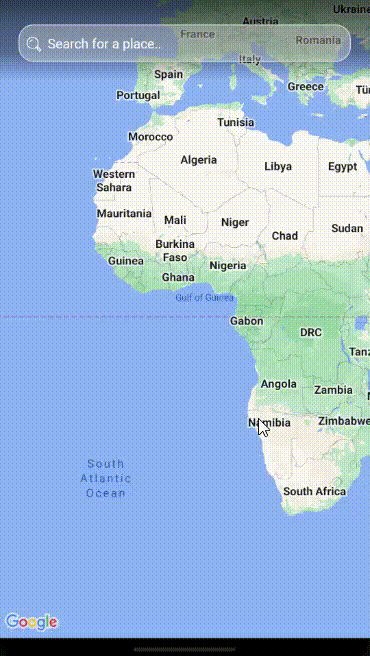 Ukraine
Austria
France
Search for a place..
Romania
Italy
Spain
Greece
Portugal
Tunisia
Morocco
Algeria
Libya
Egypt
Western
Sahara
Mauritania
Mali
Niger
Chad
Sudan
Burkina
Faso
Guinea
Nigeria
Ghana
Gulf of Guinea
Gabon
DRC
Tanz
Angola
Zambia
Namibia
Zimbabwe
South
Atlantic
Ocean
South Africa
Google